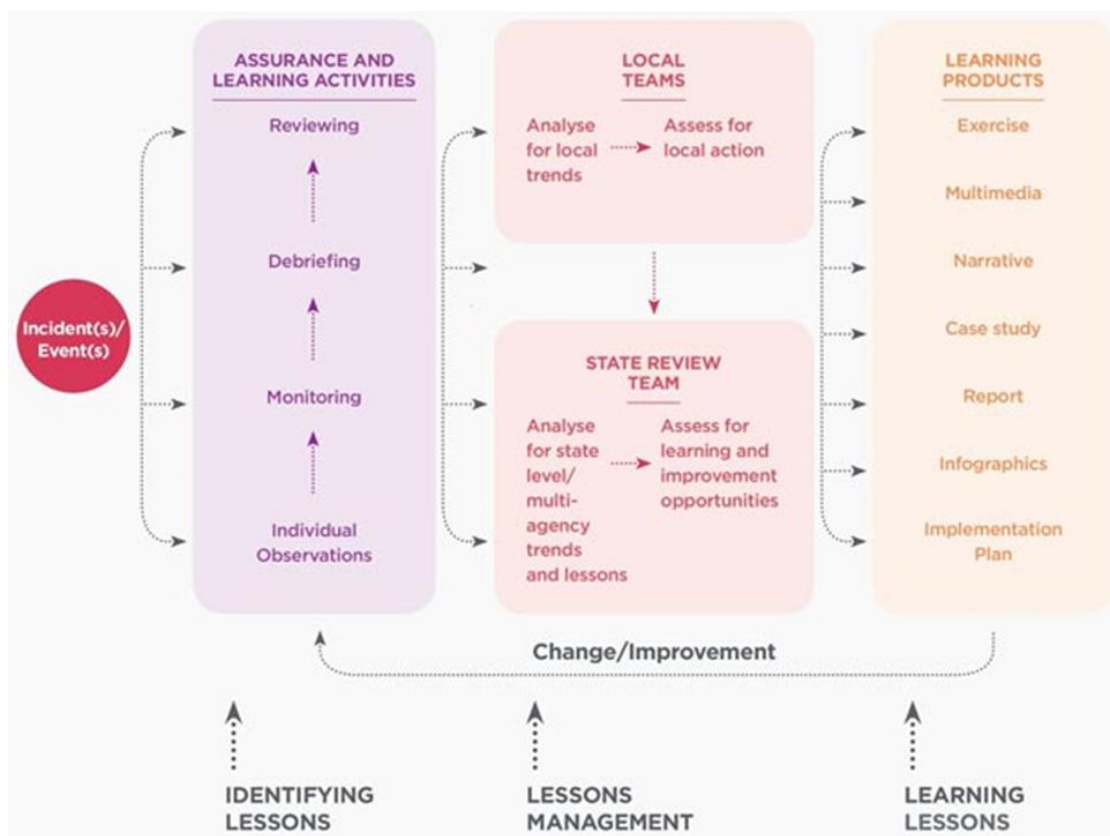 Incident(s)/
Event(s)
ASSURANCE AND
LEARNING ACTIVITIES
Reviewing
Debriefing
Monitoring
Individual
Observations
LOCAL
TEAMS
Analyse
for local
trends
Assess for
local action
STATE REVIEW
TEAM
Analyse
for state
level/
multi-
agency
trends
and lessons
Assess for
learning and
improvement
opportunities
LEARNING
PRODUCTS
Exercise
Multimedia
Narrative
Case study
Report
Infographics
Implementation
Plan
Change/Improvement
IDENTIFYING
LESSONS
LESSONS
MANAGEMENT
LEARNING
LESSONS